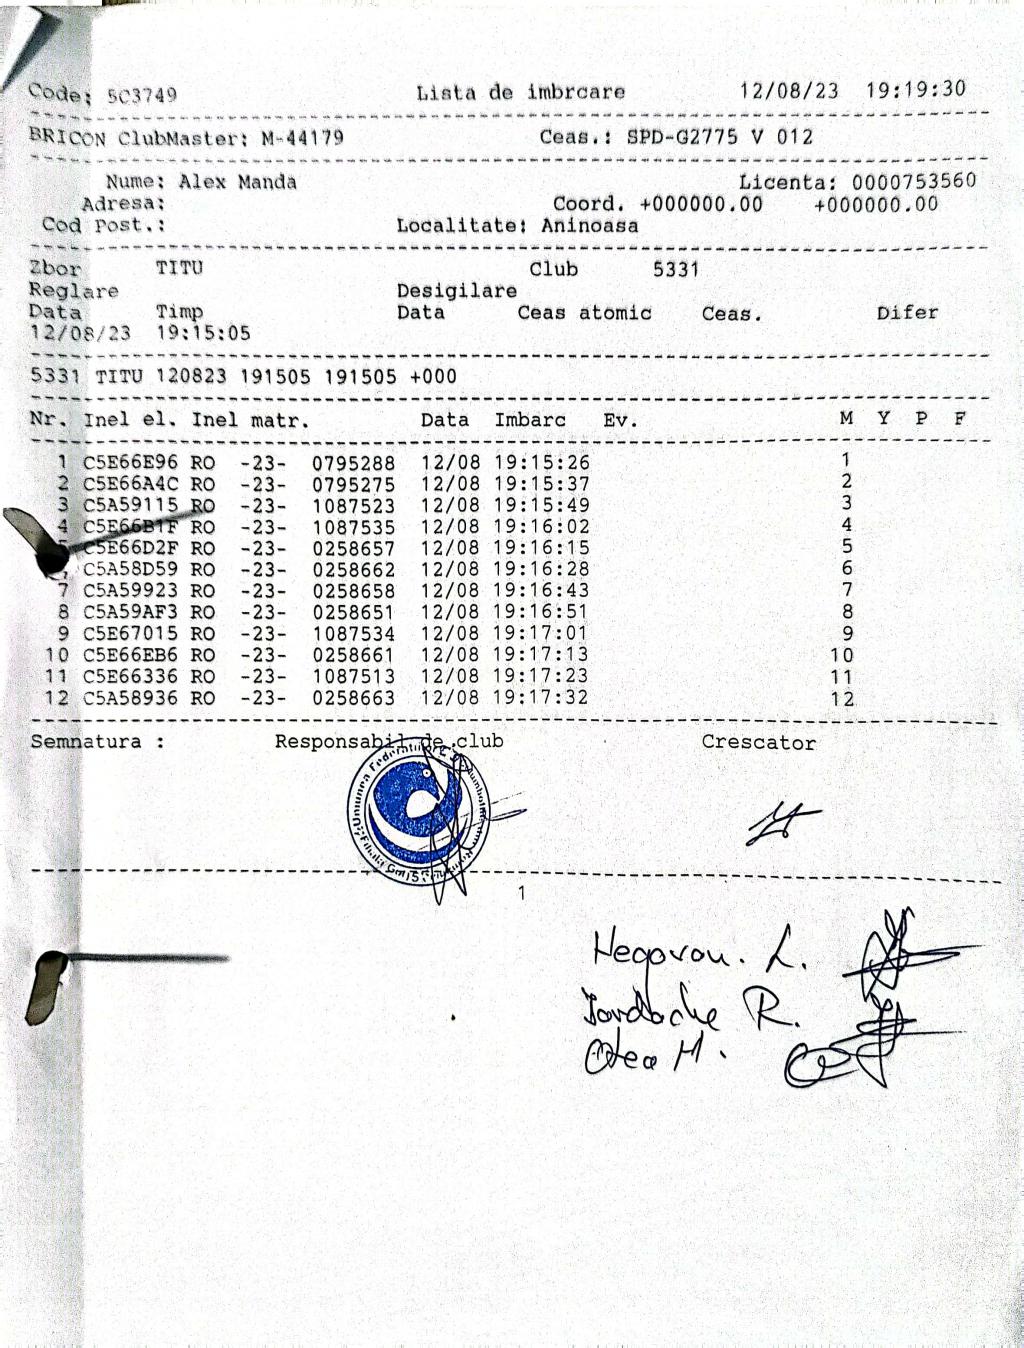 Code: 5C3749 Lista de imbrcare 12/08/23 19:19:30
BRICON ClubMaster: M-44179 Ceas.: SPD-G2775 V 012
Nume: Alex Manda Licenta: 0000753560
Adresa: Coord. +000000.00 +000000.00
Cod Post.: Localitate: Aninoasa
Zbor TITU Club 5331
Reglare Desigilare
Data Timp Data Ceas atomic Ceas. Difer
12/08/23 19:15:05
5331 TITU 120823 191505 191505 +000
Nr. Inel el. Inel matr. Data Imbarc Ev. M Y P F
1 C5E66E96 RO -23- 0795288 12/08 19:15:26 1
2 C5E66A4C RO -23- 0795275 12/08 19:15:37 2
3 C5A59115 RO -23- 1087523 12/08 19:15:49 3
4 C5E66B1F RO -23- 1087535 12/08 19:16:02 4
C5E66D2F RO -23- 0258657 12/08 19:16:15 5
C5A58D59 RO -23- 0258662 12/08 19:16:28 6
7 C5A59923 RO -23- 0258658 12/08 19:16:43 7
8 C5A59AF3 RO -23- 0258651 12/08 19:16:51 8
9 C5E67015 RO -23- 1087534 12/08 19:17:01 9
10 C5E66EB6 RO -23- 0258661 12/08 19:17:13 10
11 C5E66336 RO -23- 1087513 12/08 19:17:23 11
12 C5A58936 RO -23- 0258663 12/08 19:17:32 12
Semnatura : Responsabil de club Crescator
Uniunea
1
L.
Iordache R.
Otea M.